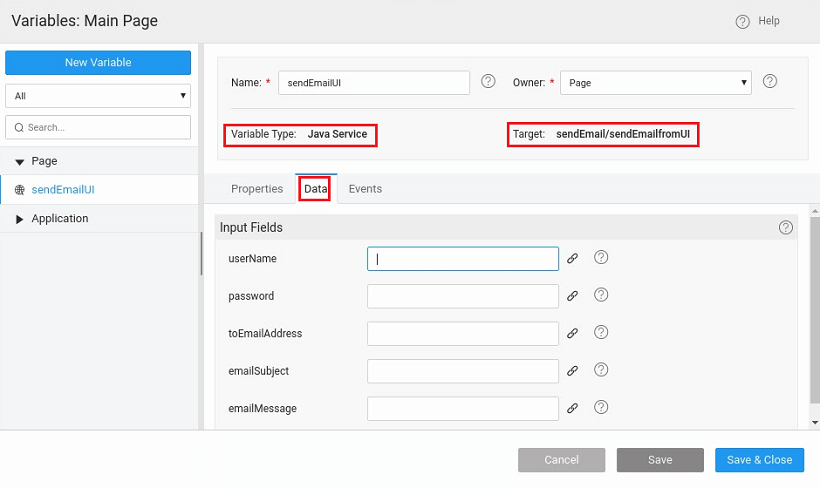 Variables: Main Page
Help
New Variable
All
Search...
Page
sendEmailUI
Application
Name: * sendEmailUI
Owner: * Page
Variable Type: Java Service
Target: sendEmail/sendEmailfromUI
Properties Data Events
Input Fields
userName
password
toEmailAddress
emailSubject
emailMessage
Cancel Save Save & Close